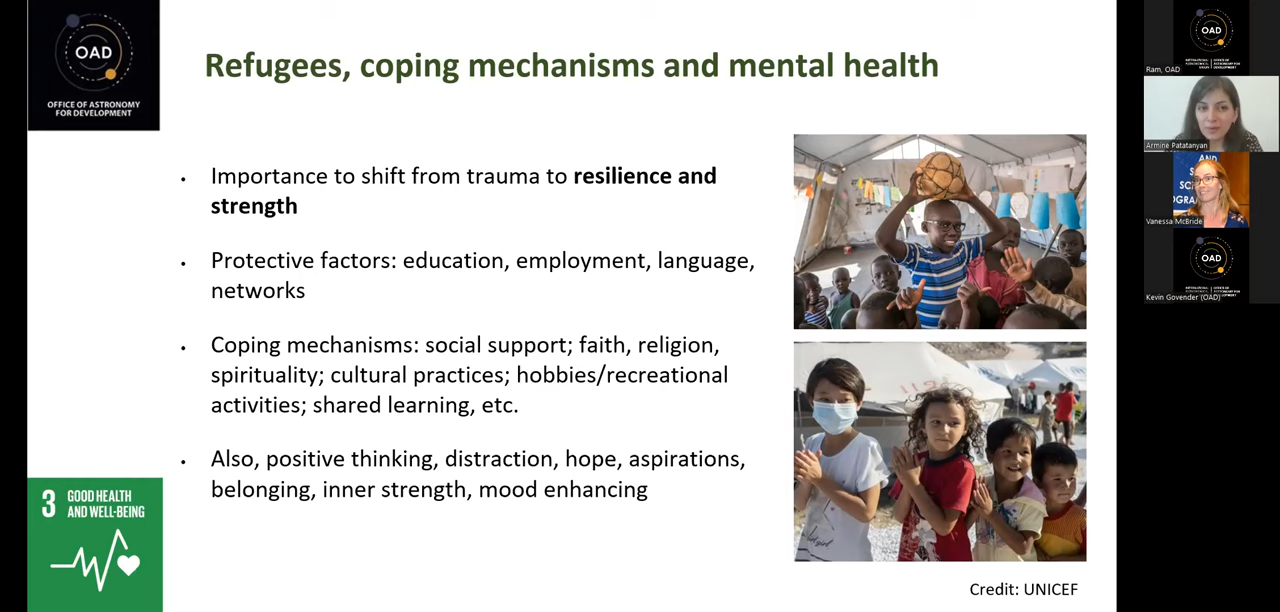 OAD
OFFICE OF ASTRONOMY
FOR DEVELOPMENT
Refugees, coping mechanisms and mental health
• Importance to shift from trauma to resilience and
strength
• Protective factors: education, employment, language,
networks
• Coping mechanisms: social support; faith, religion,
spirituality; cultural practices; hobbies/recreational
activities; shared learning, etc.
• Also, positive thinking, distraction, hope, aspirations,
belonging, inner strength, mood enhancing
3 GOOD HEALTH
AND WELL-BEING
Credit: UNICEF
OAD
Ram, OAD
Armine Patatanyan
AND
Vanessa McBride
OAD
Kevin Govender (OAD)